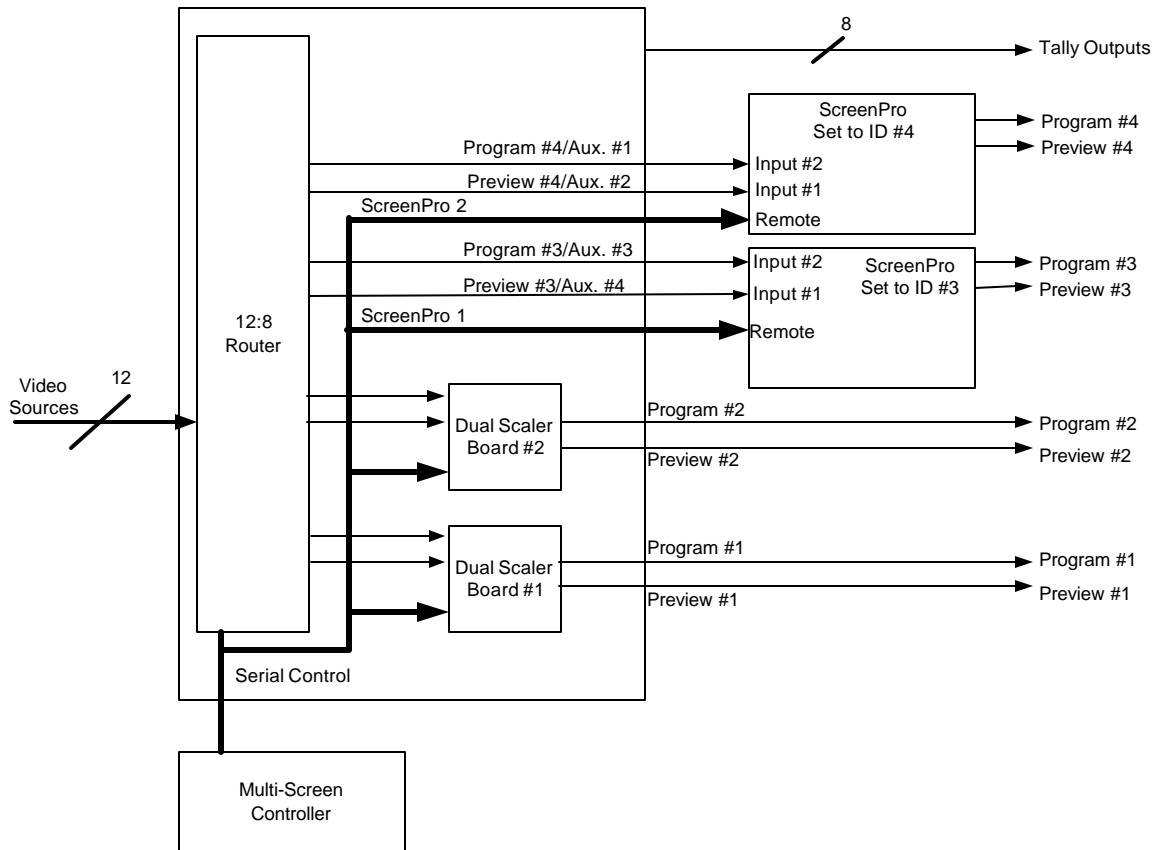 8
Tally Outputs
ScreenPro
Set to ID #4
Program #4
Preview #4
Program #4/Aux. #1
Input #2
Preview #4/Aux. #2
Input #1
ScreenPro 2
Remote
Program #3/Aux. #3
Input #2
ScreenPro
Set to ID #3
Program #3
Preview #3
Preview #3/Aux. #4
Input #1
ScreenPro 1
Remote
12:8
Router
Video
Sources
12
Dual Scaler
Board #2
Program #2
Program #2
Preview #2
Preview #2
Dual Scaler
Board #1
Program #1
Program #1
Preview #1
Preview #1
Serial Control
Multi-Screen
Controller